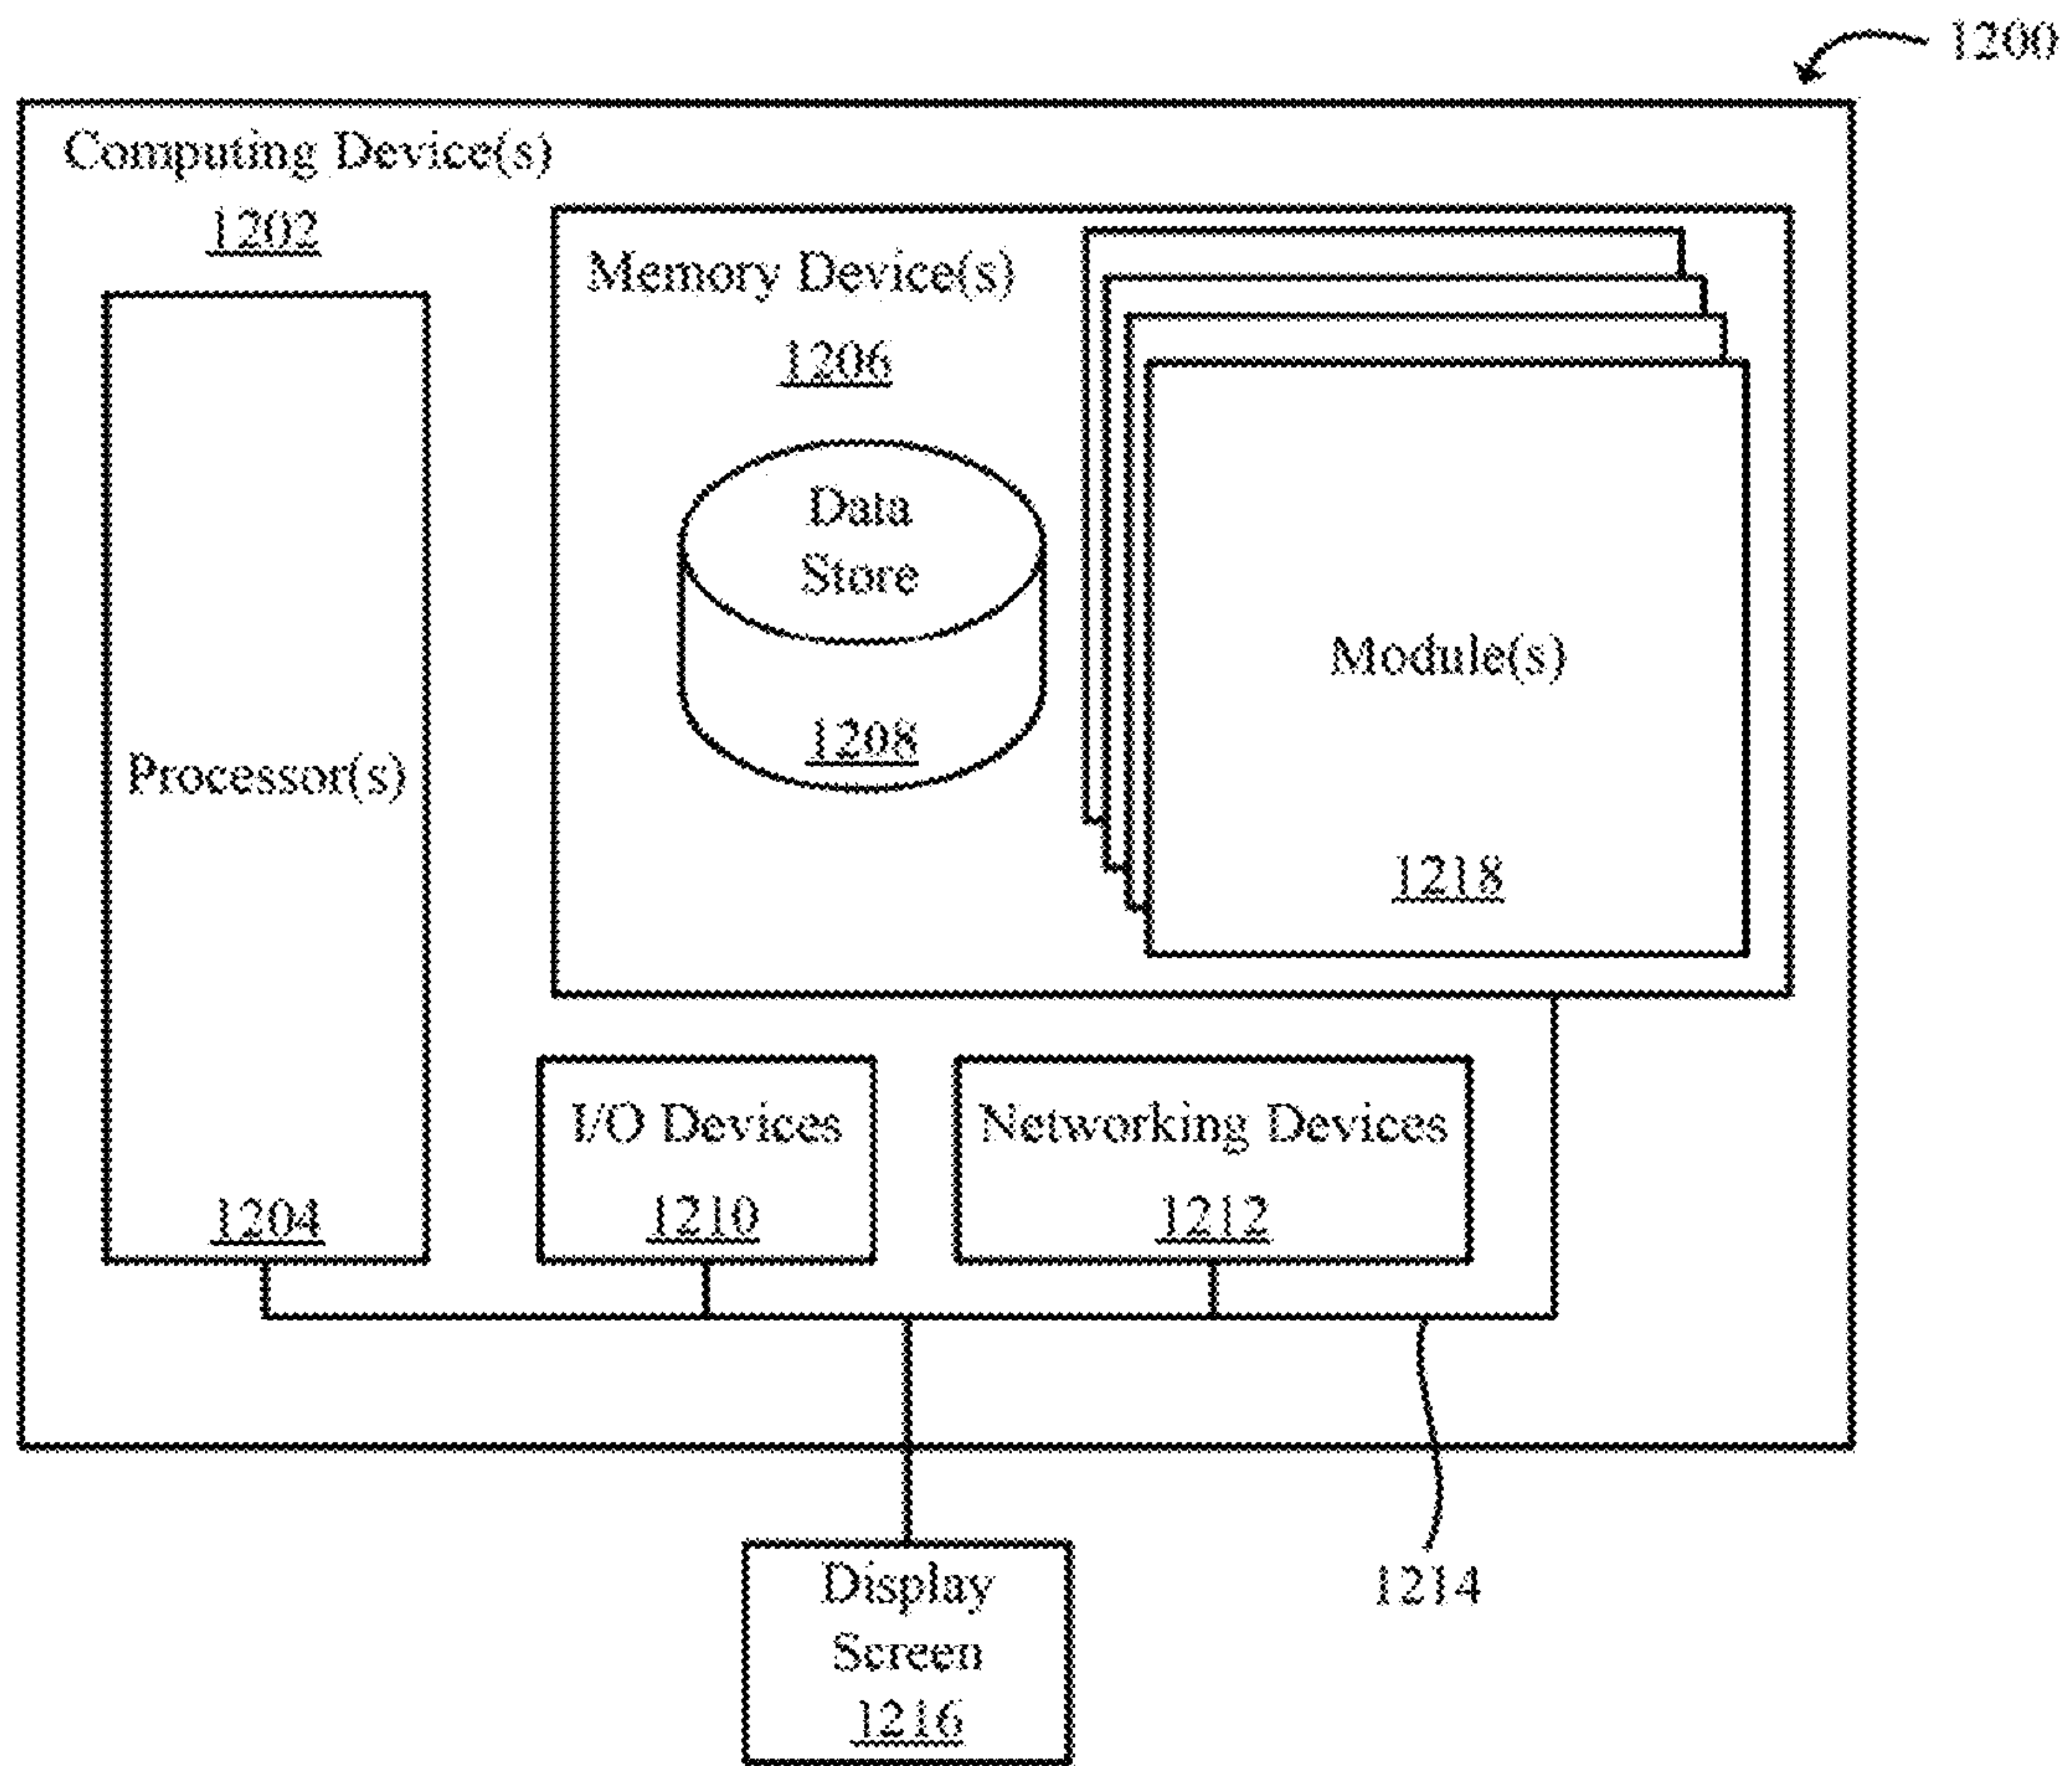 1200
Computing Device(s)
1202
Memory Device(s)
1206
Data
Store
1208
Module(s)
1218
Processor(s)
1204
I/O Devices
1210
Networking Devices
1212
1214
Display
Screen
1216